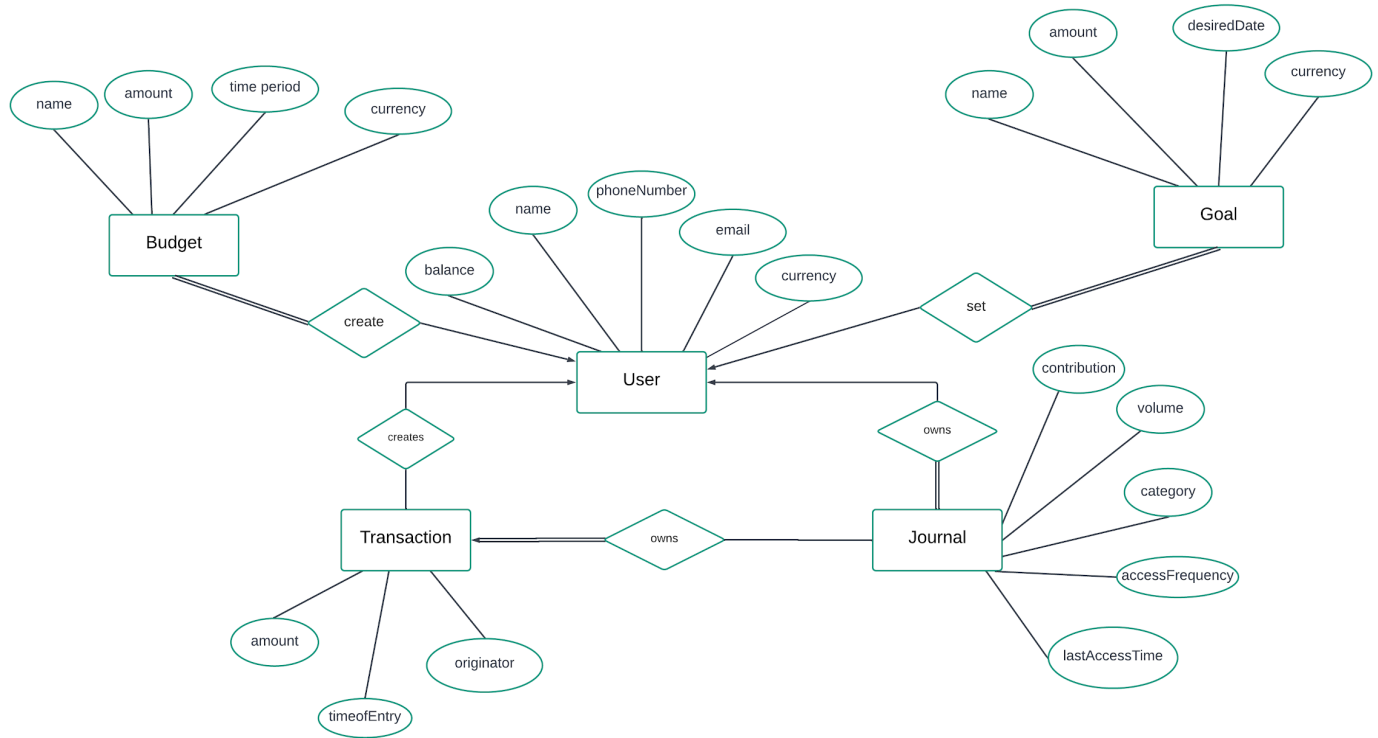 desiredDate
amount
currency
time period
name
amount
name
currency
phoneNumber
name
Goal
email
Budget
balance
currency
set
create
contribution
User
volume
owns
creates
category
Transaction
owns
Journal
accessFrequency
amount
lastAccessTime
originator
timeofEntry